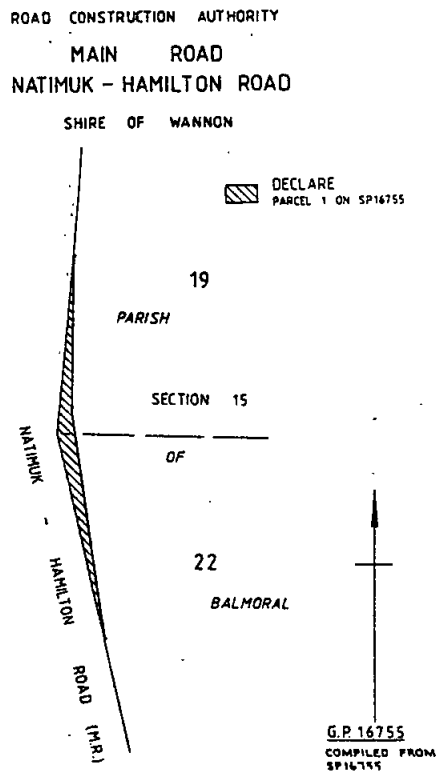 ROAD CONSTRUCTION AUTHORITY
MAIN ROAD
NATIMUK - HAMILTON ROAD
SHIRE OF WANNON
DECLARE
PARCEL 1 ON SP16755
19
PARISH
SECTION 15
OF
22
BALMORAL
NATIMUK - HAMILTON ROAD (M.R.)
G.P. 16755
COMPILED FROM
SP16755